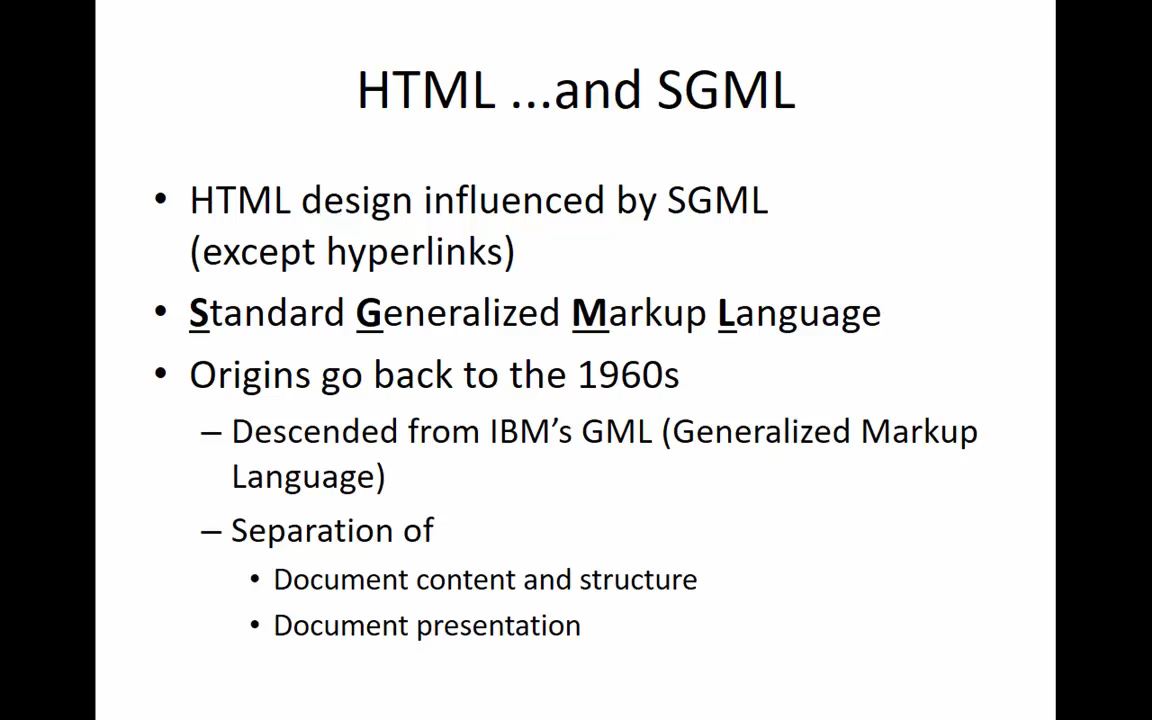 HTML ...and SGML
• HTML design influenced by SGML
(except hyperlinks)
• Standard Generalized Markup Language
• Origins go back to the 1960s
– Descended from IBM’s GML (Generalized Markup
Language)
– Separation of
• Document content and structure
• Document presentation